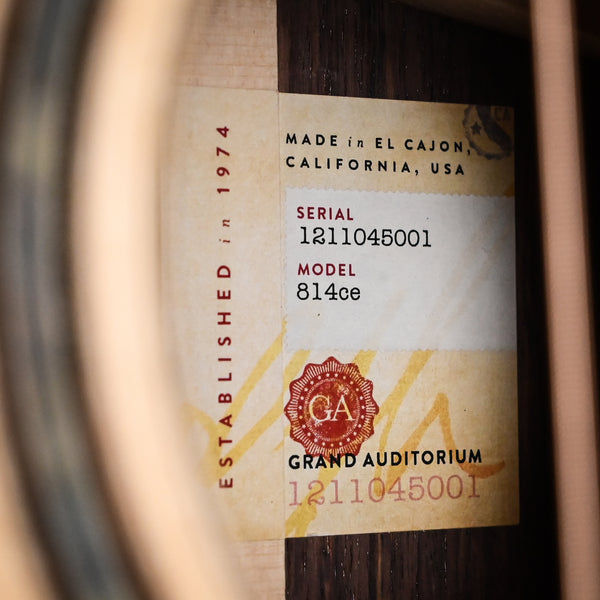 ESTABLISHED in 1974
MADE in EL CAJON,
CALIFORNIA, USA
SERIAL
1211045001
MODEL
814ce
GA
GRAND AUDITORIUM
1211045001